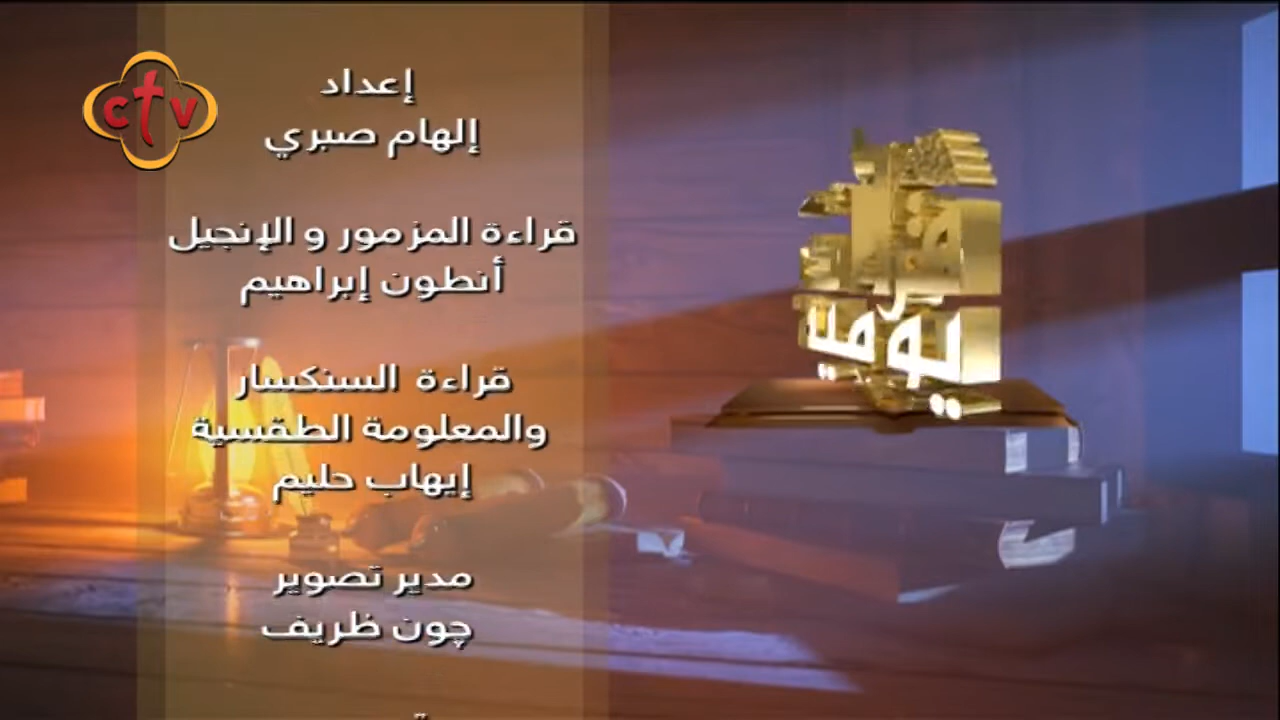 ctv
إعداد
إلهام صبري
قراءة المزمور و الإنجيل
أنطون إبراهيم
قراءة السنكسار
والمعلومة الطقسية
إيهاب حليم
مدير تصوير
چون ظريف
يومية